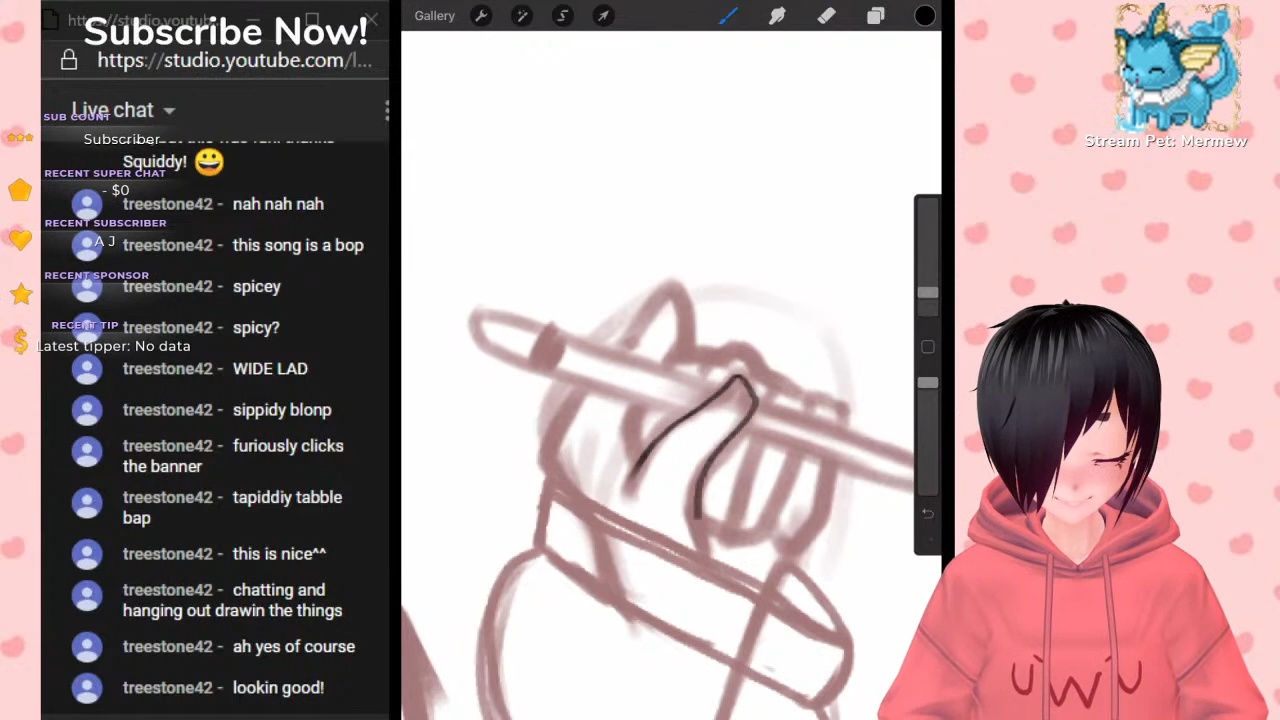 https://studio.youtub
Subscribe Now!
https://studio.youtube.com/l...
Live chat
SUB COUNT
Subscriber
thanks
Squiddy! 😀
RECENT SUPER CHAT
- $0
treestone42 - nah nah nah
RECENT SUBSCRIBER
A J
treestone42 - this song is a bop
RECENT SPONSOR
treestone42 - spicey
RECENT TIP
treestone42 - spicy?
Latest tipper: No data
treestone42 - WIDE LAD
treestone42 - sippidy blonp
treestone42 - furiously clicks
the banner
treestone42 - tapiddiy tabble
bap
treestone42 - this is nice^^
treestone42 - chatting and
hanging out drawin the things
treestone42 - ah yes of course
treestone42 - lookin good!
Gallery
Stream Pet: Mermew
UWU